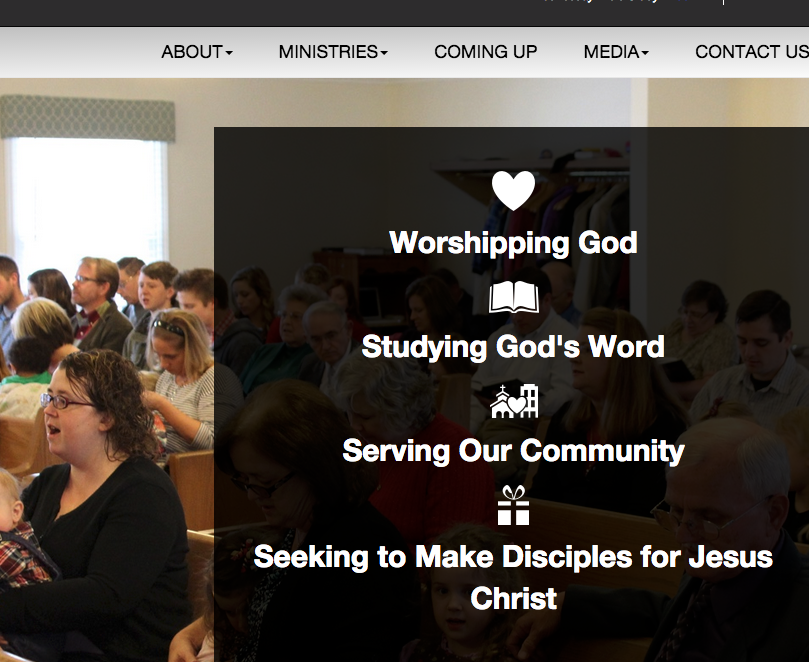 ABOUT
MINISTRIES
COMING UP
MEDIA
CONTACT US
Worshipping God
Studying God's Word
Serving Our Community
Seeking to Make Disciples for Jesus
Christ